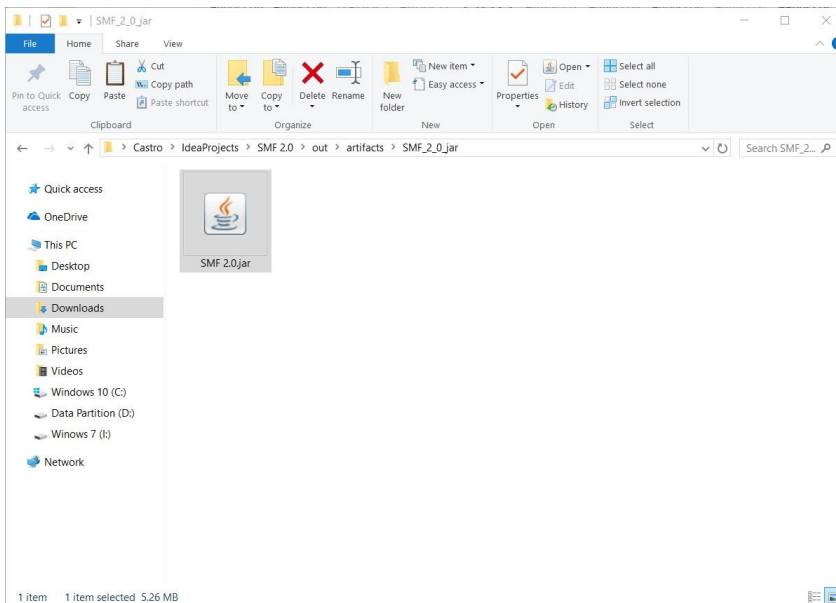 SMF_2_0_jar
File Home Share View
Pin to Quick access
Copy
Paste
Cut
Copy path
Paste shortcut
Clipboard
Move to
Copy to
Delete
Rename
Organize
New folder
New item
Easy access
New
Properties
Open
Edit
History
Open
Select all
Select none
Invert selection
Select
Castro > IdeaProjects > SMF 2.0 > out > artifacts > SMF_2_0_jar
Search SMF_2...
Quick access
OneDrive
This PC
Desktop
Documents
Downloads
Music
Pictures
Videos
Windows 10 (C:)
Data Partition (D:)
Winows 7 (I:)
Network
SMF 2.0.jar
1 item 1 item selected 5.26 MB